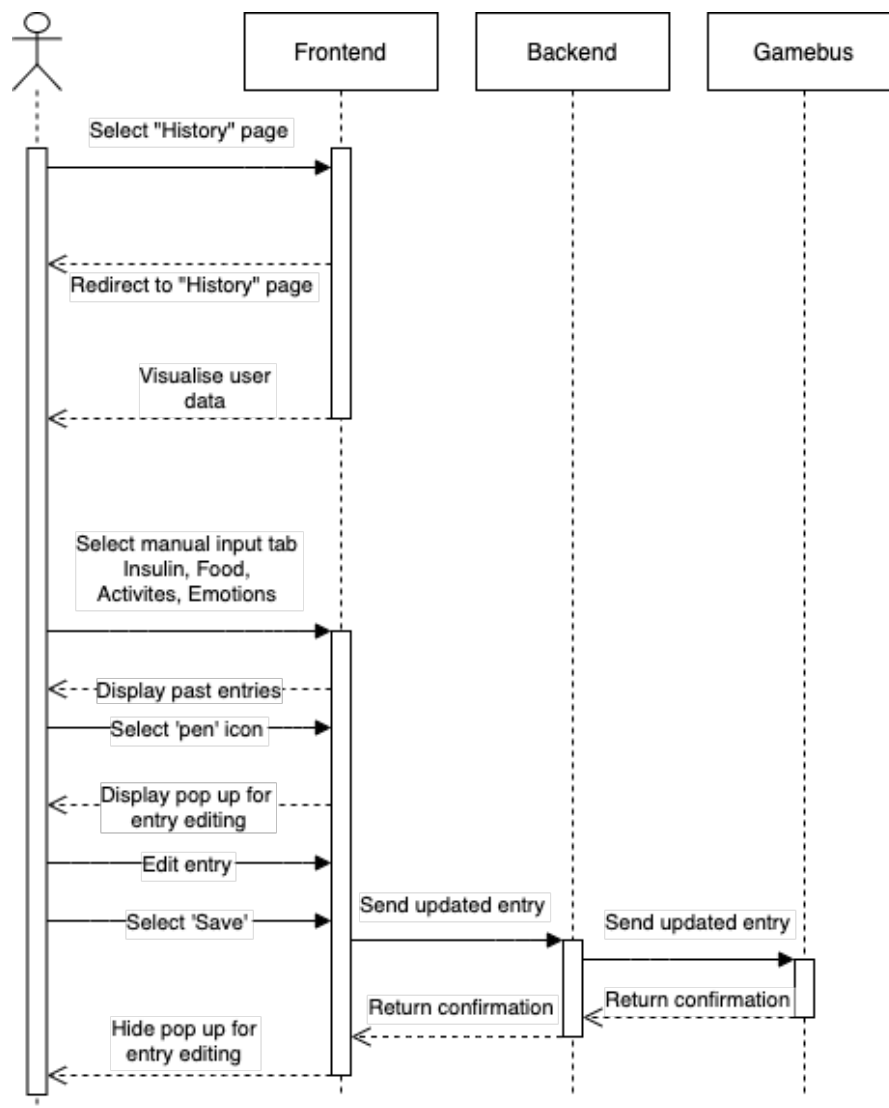 Frontend
Backend
Gamebus
Select "History" page
Redirect to "History" page
Visualise user
data
Select manual input tab
Insulin, Food,
Activites, Emotions
Display past entries
Select 'pen' icon
Display pop up for
entry editing
Edit entry
Select 'Save'
Send updated entry
Send updated entry
Return confirmation
Return confirmation
Hide pop up for
entry editing